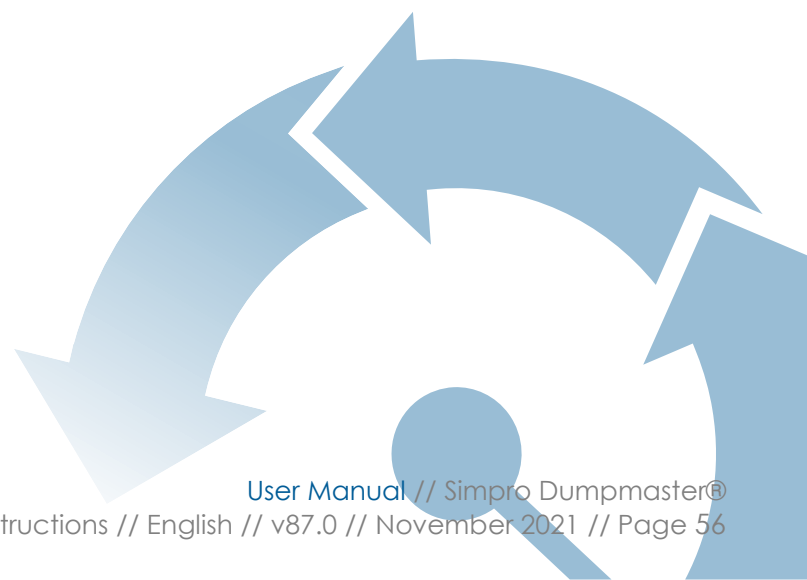 User Manual // Simpro Dumpmaster®
tructions // English // v87.0 // November 2021 // Page 56